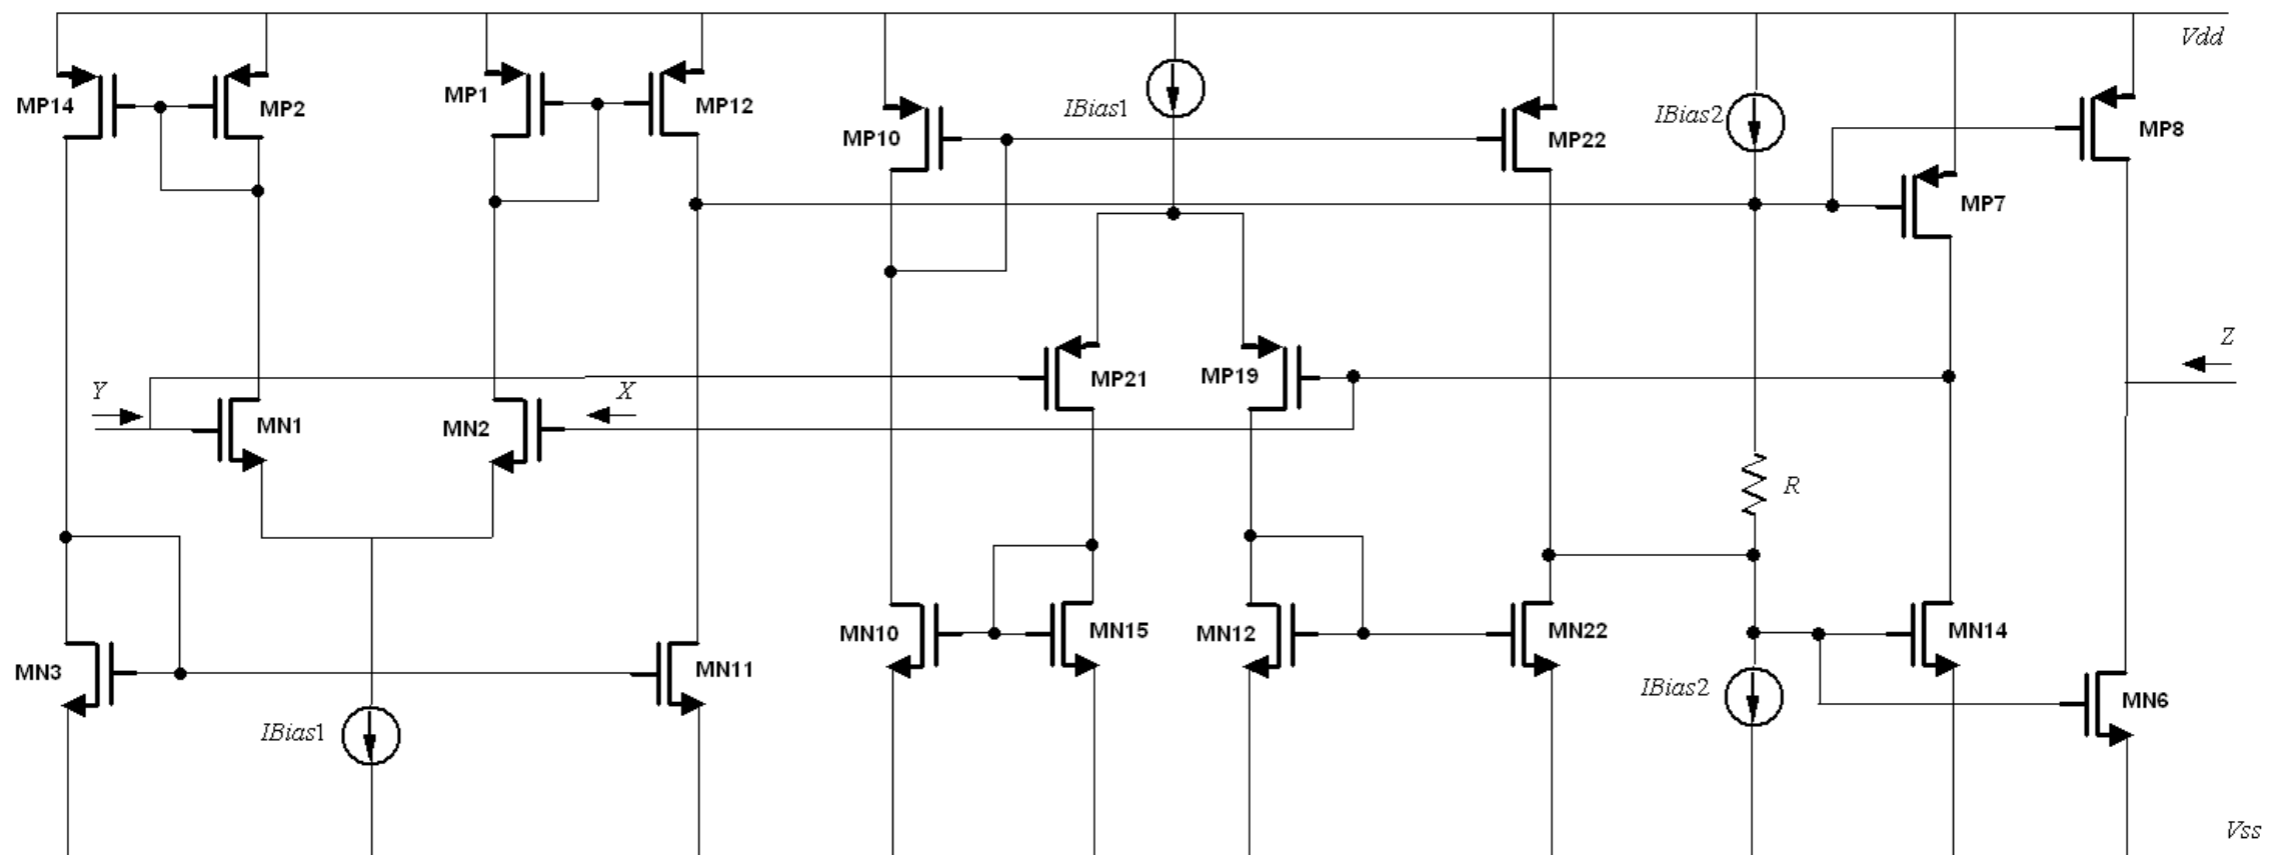 Vdd
MP14
MP2
MP1
MP12
MP10
IBias1
MP22
IBias2
MP8
MP7
Y
MN1
MN2
X
MP21
MP19
Z
R
MN3
MN11
IBias1
MN10
MN15
MN12
MN22
IBias2
MN14
MN6
Vss